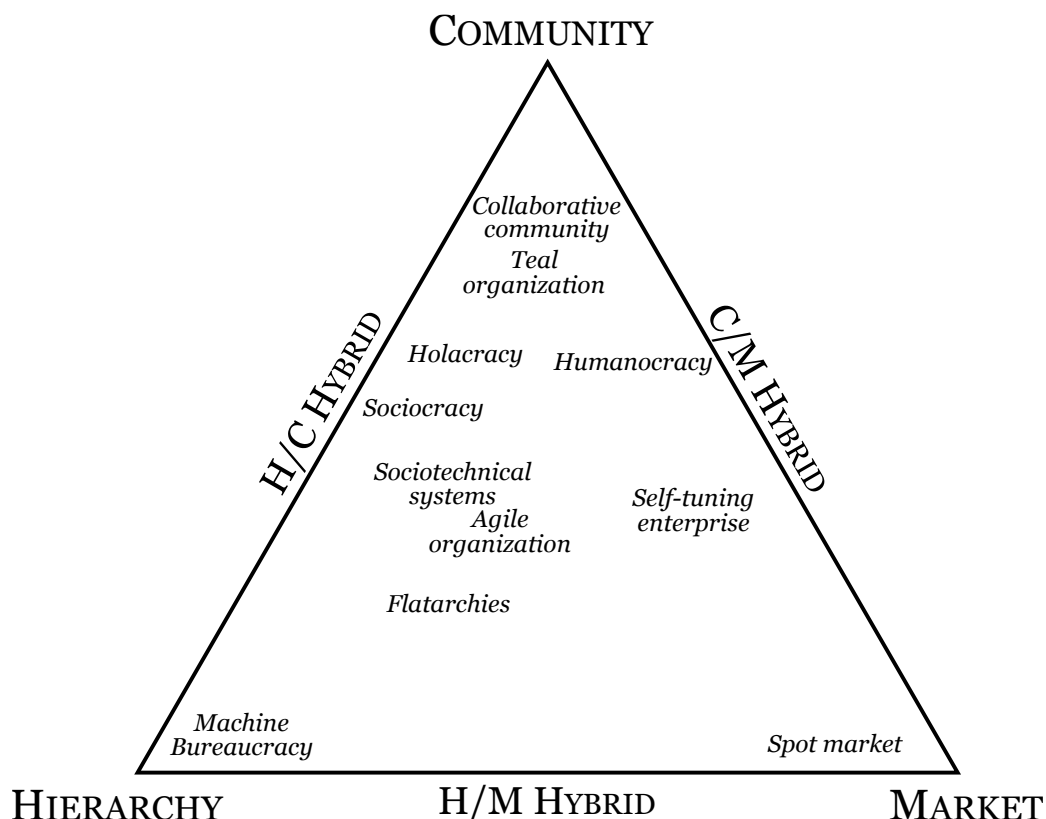 COMMUNITY
Collaborative
community
Teal
organization
H/C HYBRID
C/M HYBRID
Holacracy
Humanocracy
Sociocracy
Sociotechnical
systems
Self-tuning
enterprise
Agile
organization
Flatarchies
Machine
Bureaucracy
Spot market
HIERARCHY
H/M HYBRID
MARKET